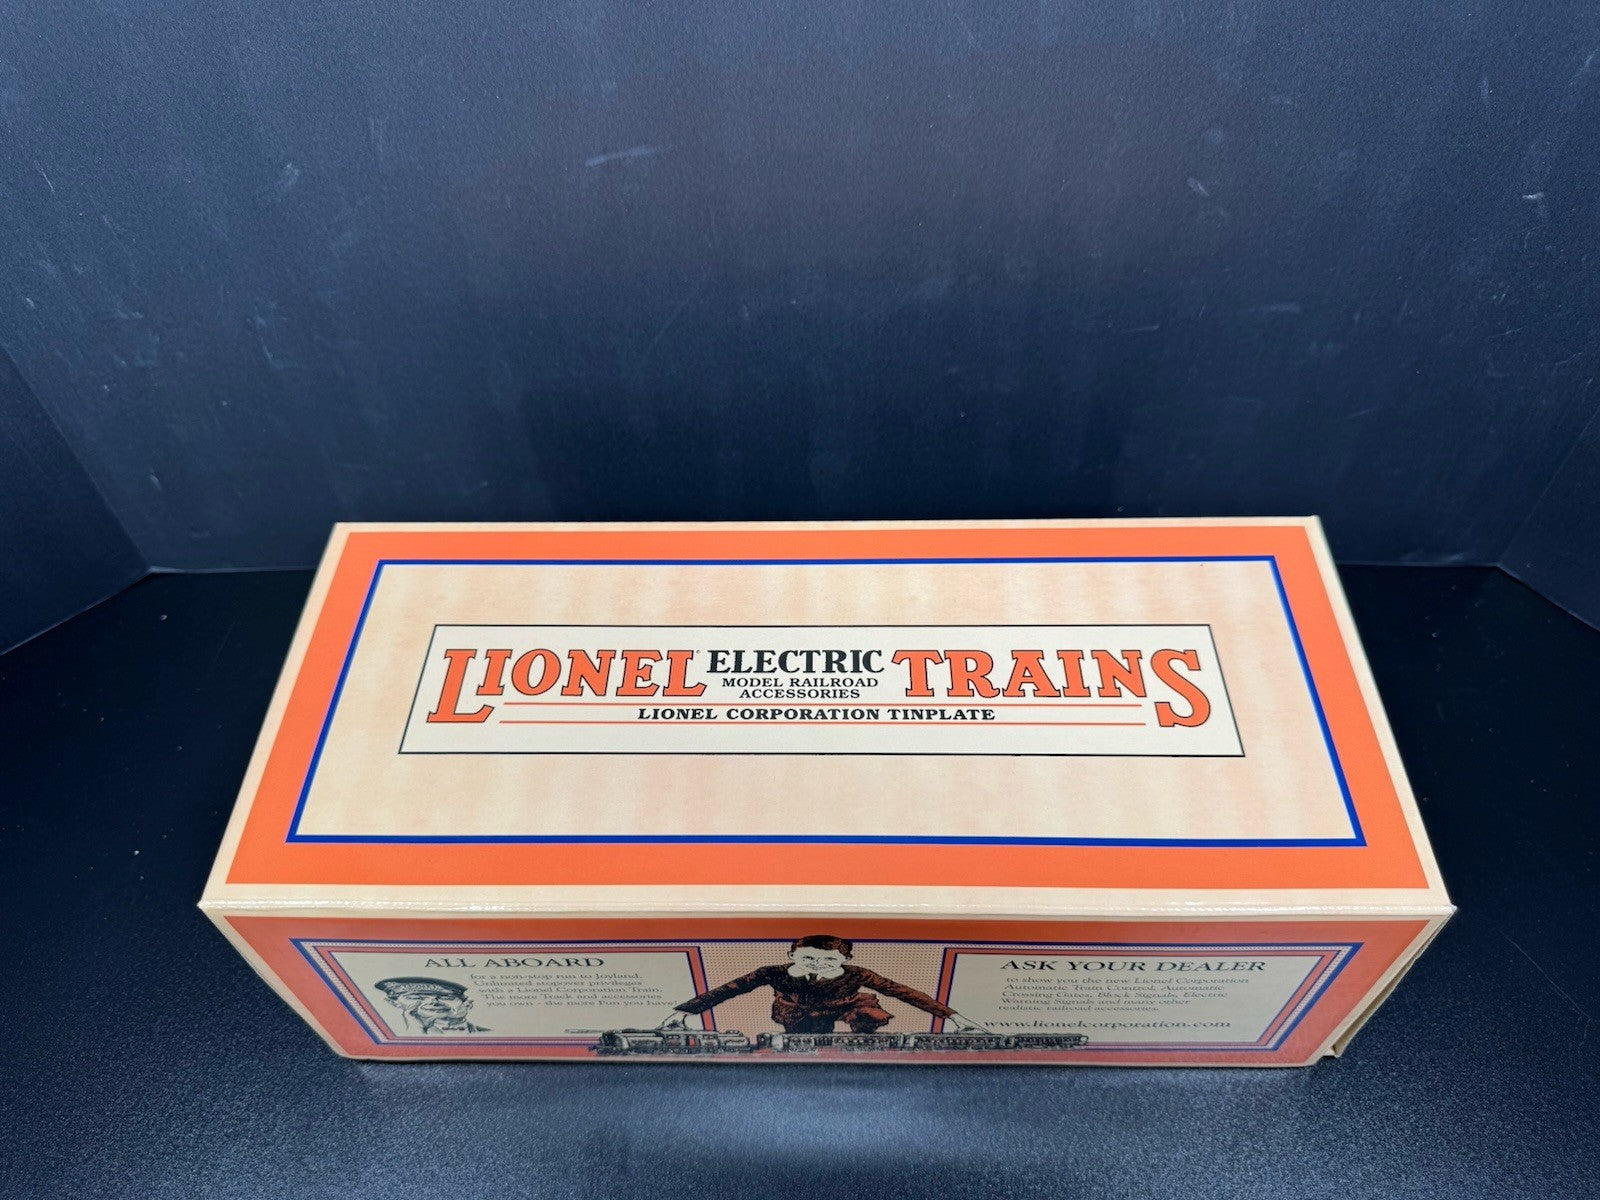 LIONEL ELECTRIC TRAINS
MODEL RAILROAD
ACCESSORIES
LIONEL CORPORATION TINPLATE
ALL ABOARD
for a non-stop run to Joyland.
Unlimited stopover privileges
with a Lionel Corporation Train.
The more Track and accessories
you own - the more fun you have.
ASK YOUR DEALER
to show you the new Lionel Corporation
Automatic Train Control, Automatic
Crossing Gates, Block Signals, Electric
Warning Signals and many other
realistic railroad accessories.
www.lionelcorporation.com